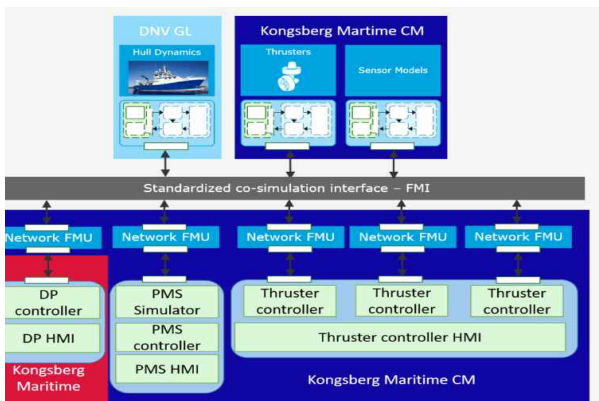 DNV GL
Kongsberg Martime CM
Hull Dynamics
Thrusters
Sensor Models
Standardized co-simulation interface – FMI
Network FMU
Network FMU
Network FMU
Network FMU
Network FMU
DP
controller
DP HMI
Kongsberg
Maritime
PMS
Simulator
PMS
controller
PMS HMI
Thruster
controller
Thruster
controller
Thruster
controller
Thruster controller HMI
Kongsberg Maritime CM